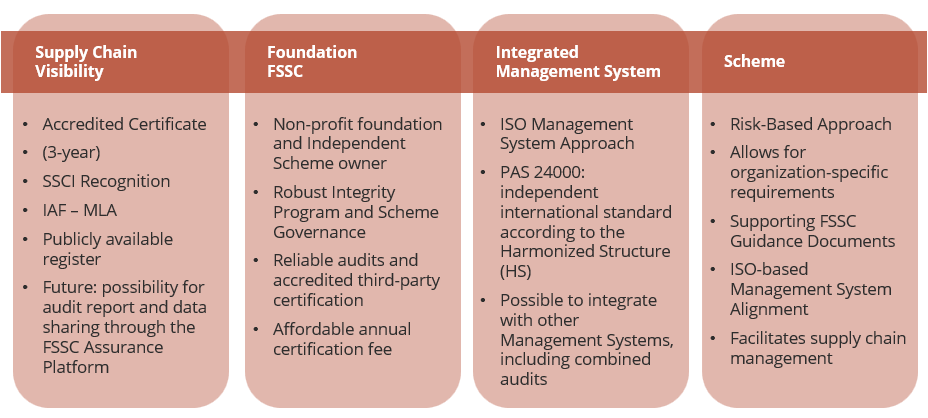 Supply Chain
Visibility
• Accredited Certificate
• (3-year)
• SSCI Recognition
• IAF – MLA
• Publicly available
register
• Future: possibility for
audit report and data
sharing through the
FSSC Assurance
Platform
Foundation
FSSC
• Non-profit foundation
and Independent
Scheme owner
• Robust Integrity
Program and Scheme
Governance
• Reliable audits and
accredited third-party
certification
• Affordable annual
certification fee
Integrated
Management System
• ISO Management
System Approach
• PAS 24000:
independent
international standard
according to the
Harmonized Structure
(HS)
• Possible to integrate
with other
Management Systems,
including combined
audits
Scheme
• Risk-Based Approach
• Allows for
organization-specific
requirements
• Supporting FSSC
Guidance Documents
• ISO-based
Management System
Alignment
• Facilitates supply chain
management